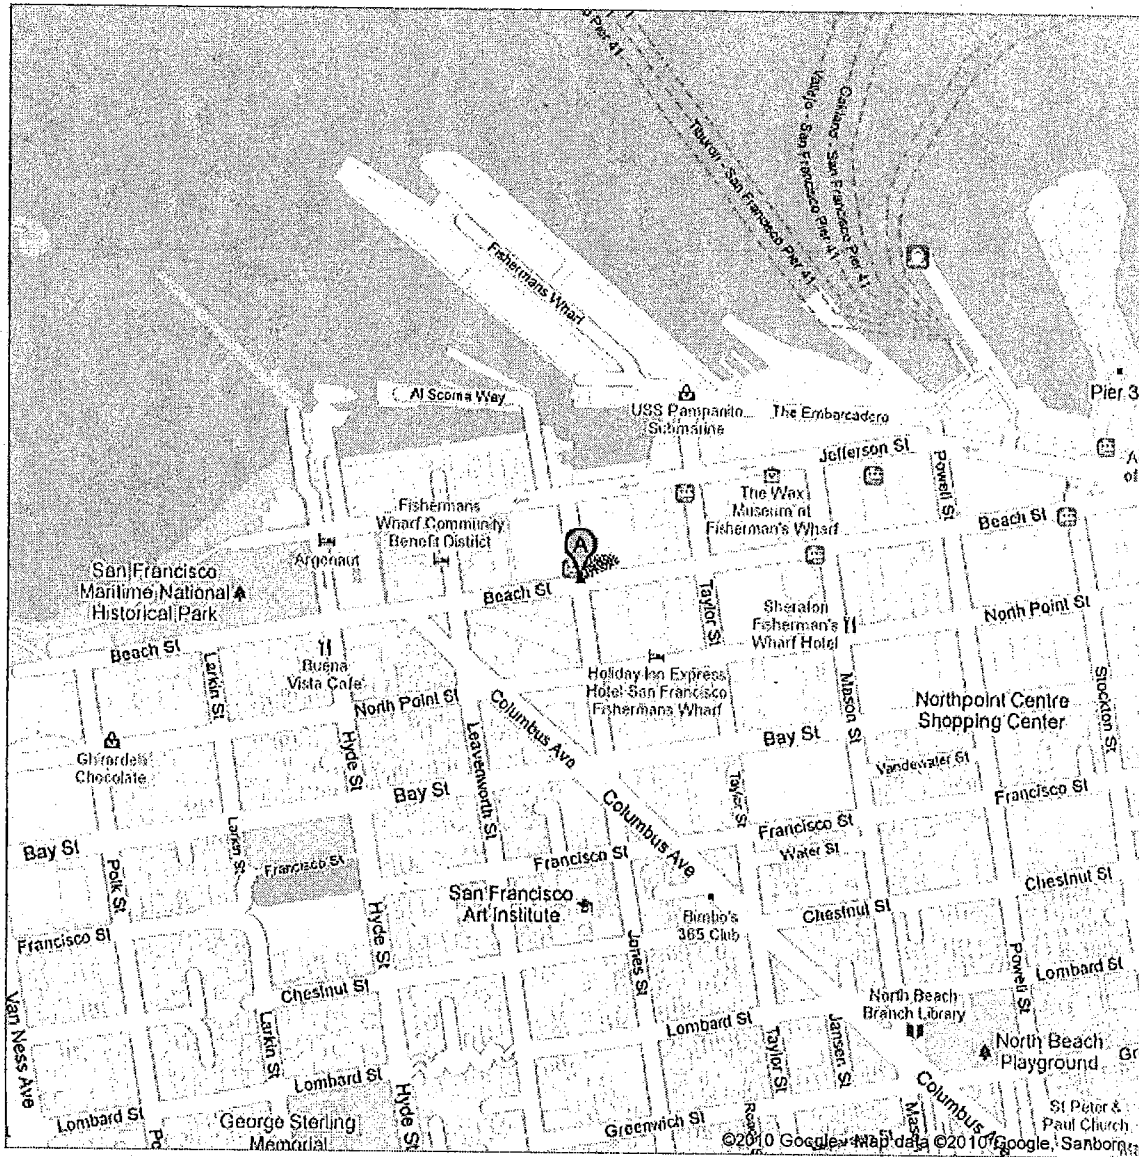 Pier 41
Tiburon - San Francisco Pier 41
Vallejo - San Francisco Pier 41
Oakland - San Francisco Pier 41
Fishermans Wharf
Al Scoma Way
USS Pampanito
Submarine
The Embarcadero
Pier 3
Jefferson St
Powell St
A
of
The Wax
Museum at
Fisherman's Wharf
Fishermans
Wharf Community
Benefit District
Argonaut
A
Beach St
Beach St
San Francisco
Maritime National
Historical Park
Taylor St
Sheraton
Fisherman's
Wharf Hotel
North Point St
Beach St
Larkin St
Buena
Vista Cafe
Holiday Inn Express
Hotel San Francisco
Fishermans Wharf
Mason St
Stockton St
North Point St
Columbus Ave
Northpoint Centre
Shopping Center
Ghirardelli
Chocolate
Hyde St
Leavenworth St
Bay St
Vandewater St
Bay St
Taylor St
Francisco St
Columbus Ave
Bay St
Larkin St
Francisco St
Francisco St
Francisco St
Water St
Polk St
San Francisco
Art Institute
Bimbo's
365 Club
Chestnut St
Chestnut St
Francisco St
Hyde St
Jones St
Powell St
Lombard St
Van Ness Ave
Chestnut St
Larkin St
Lombard St
Taylor St
Jansen St
North Beach
Branch Library
North Beach
Playground
Columbus Ave
Lombard St
Hyde St
Lombard St
George Sterling
Memorial
Greenwich St
St Peter &
Paul Church
©2010 Google - Map data ©2010 Google, Sanborn